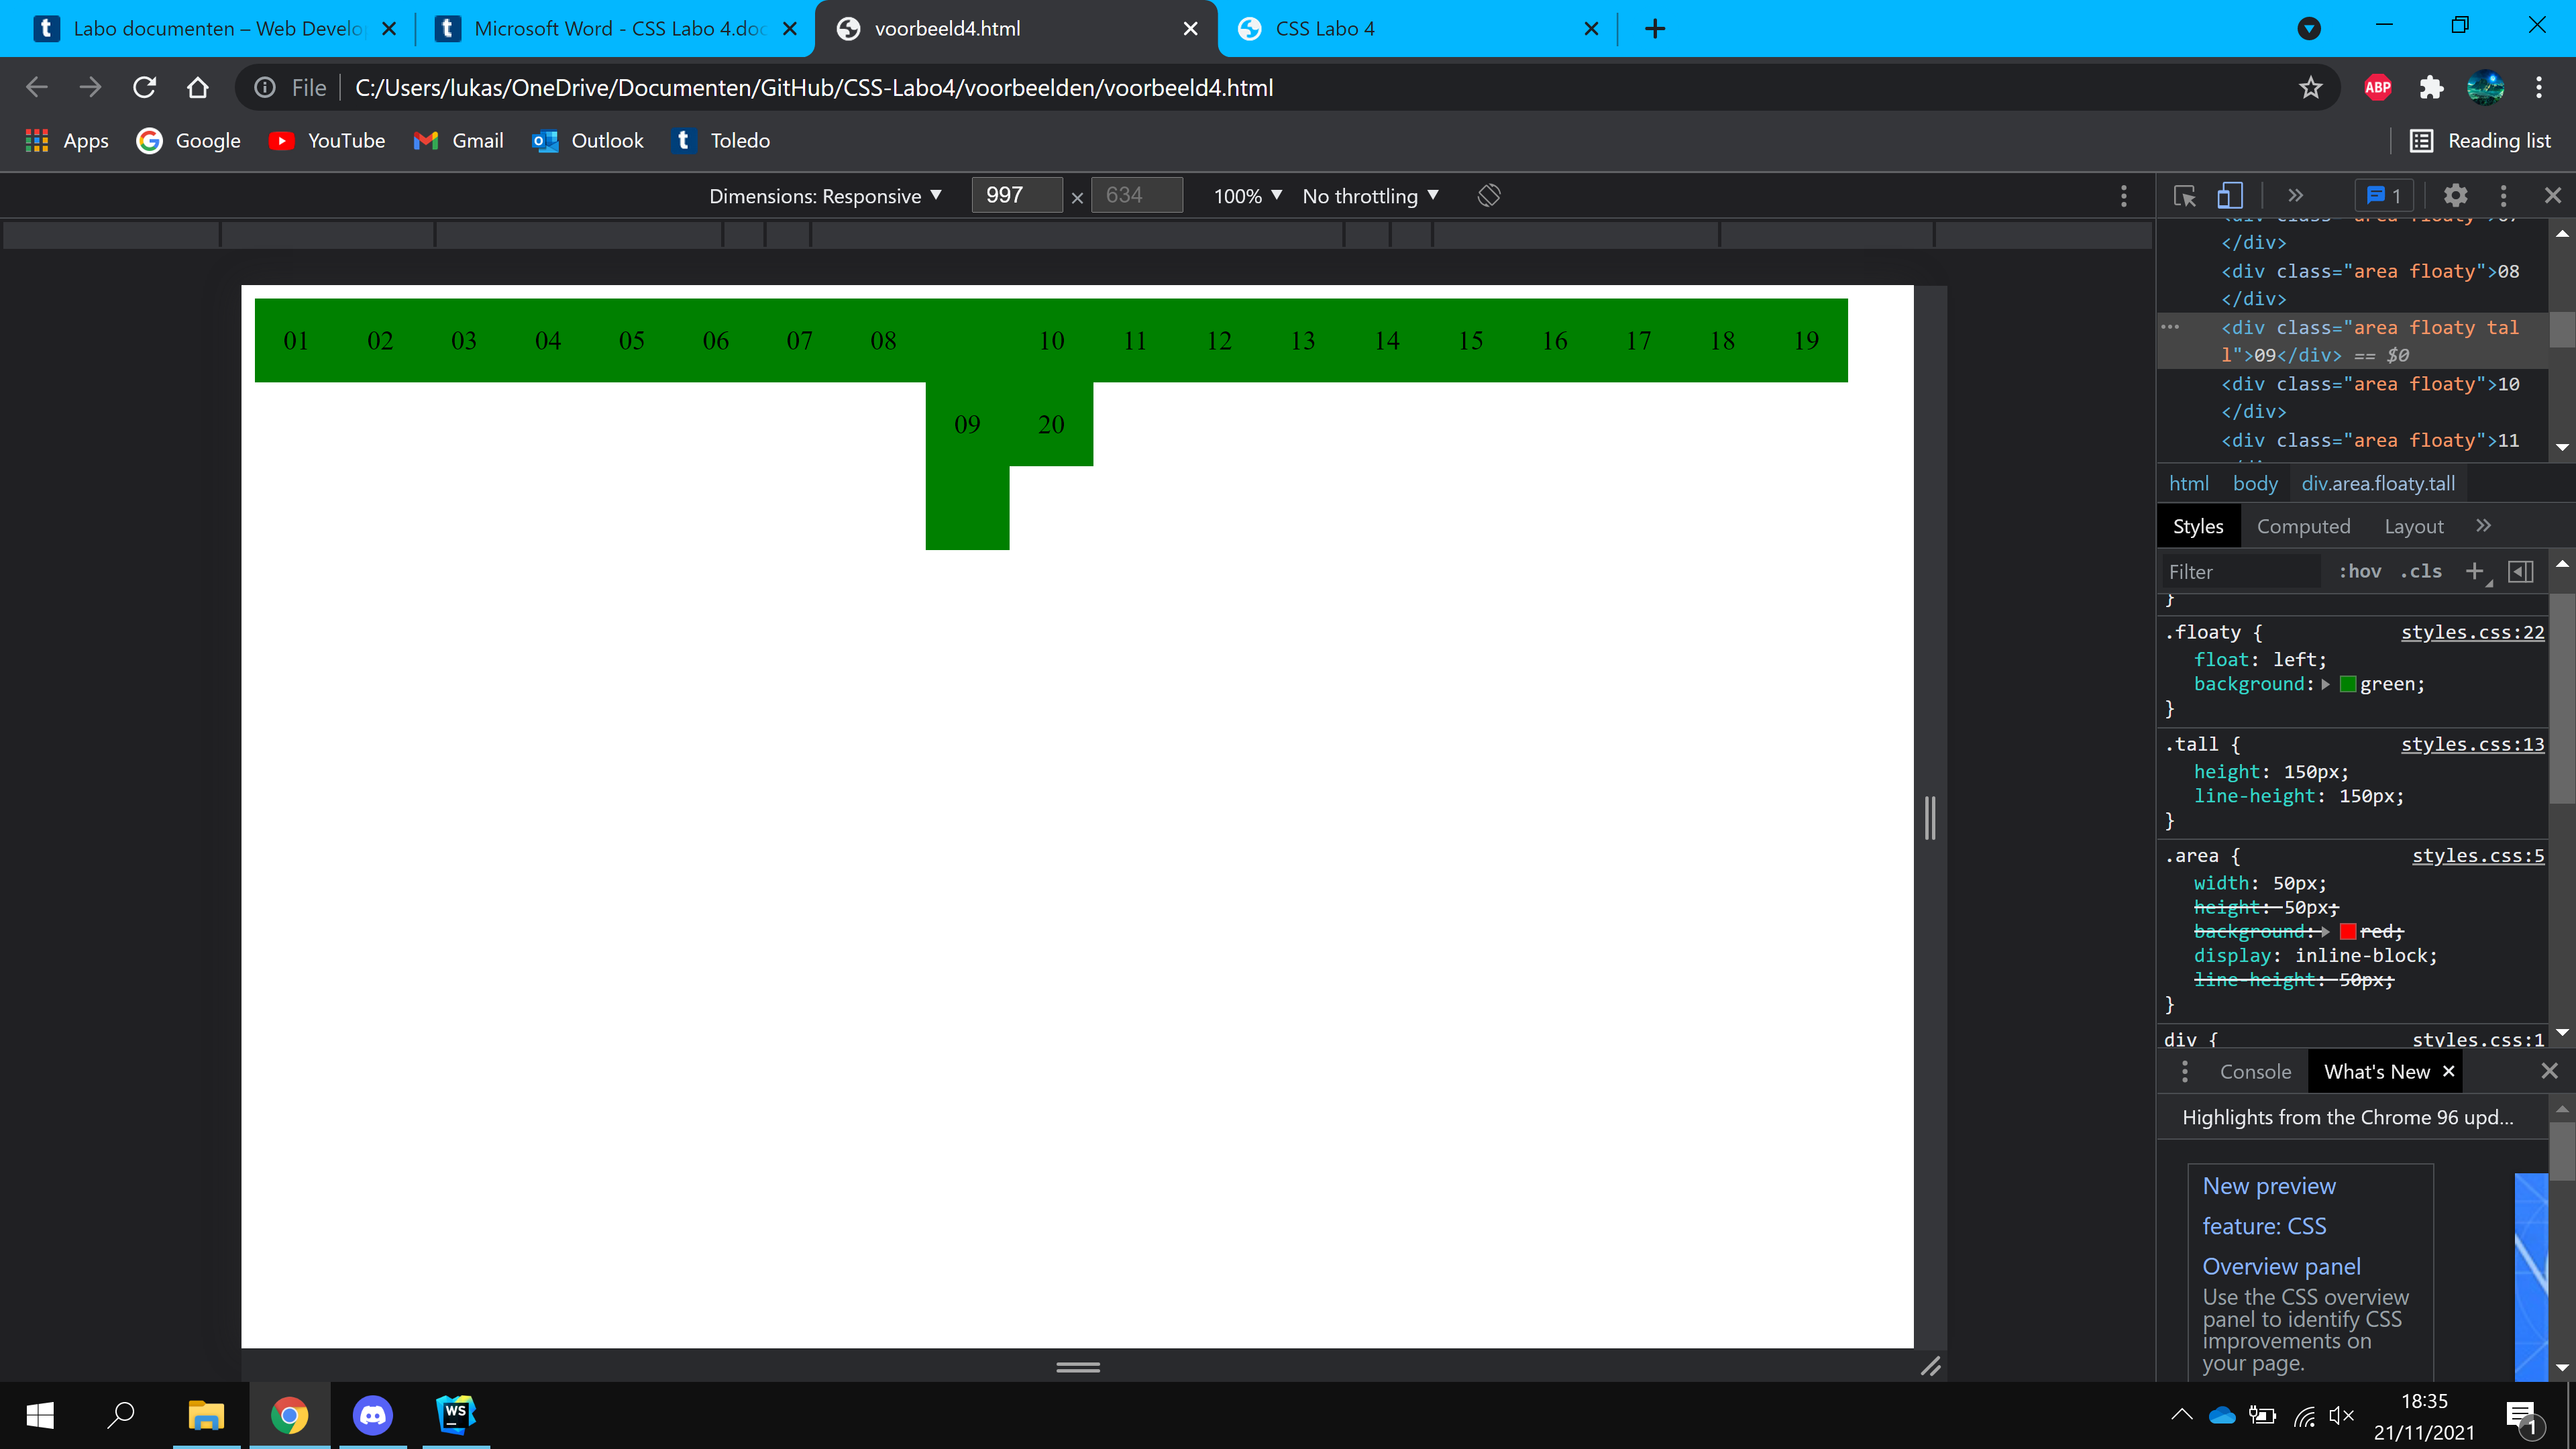 Labo documenten – Web Develo
Microsoft Word - CSS Labo 4.doc
voorbeeld4.html
CSS Labo 4
File
C:/Users/lukas/OneDrive/Documenten/GitHub/CSS-Labo4/voorbeelden/voorbeeld4.html
ABP
Apps
Google
YouTube
Gmail
Outlook
Toledo
Reading list
Dimensions: Responsive
997 × 634
100%
No throttling
1
01 02 03 04 05 06 07 08 10 11 12 13 14 15 16 17 18 19
09 20
</div>
<div class="area floaty">08
</div>
<div class="area floaty tal
l">09</div> == $0
<div class="area floaty">10
</div>
<div class="area floaty">11
html body div.area.floaty.tall
Styles Computed Layout
Filter :hov .cls
}
.floaty { styles.css:22
float: left;
background: green;
}
.tall { styles.css:13
height: 150px;
line-height: 150px;
}
.area { styles.css:5
width: 50px;
height: 50px;
background: red;
display: inline-block;
line-height: 50px;
}
div { styles.css:1
Console What's New
Highlights from the Chrome 96 upd...
New preview
feature: CSS
Overview panel
Use the CSS overview
panel to identify CSS
improvements on
your page.
WS
18:35
21/11/2021
1